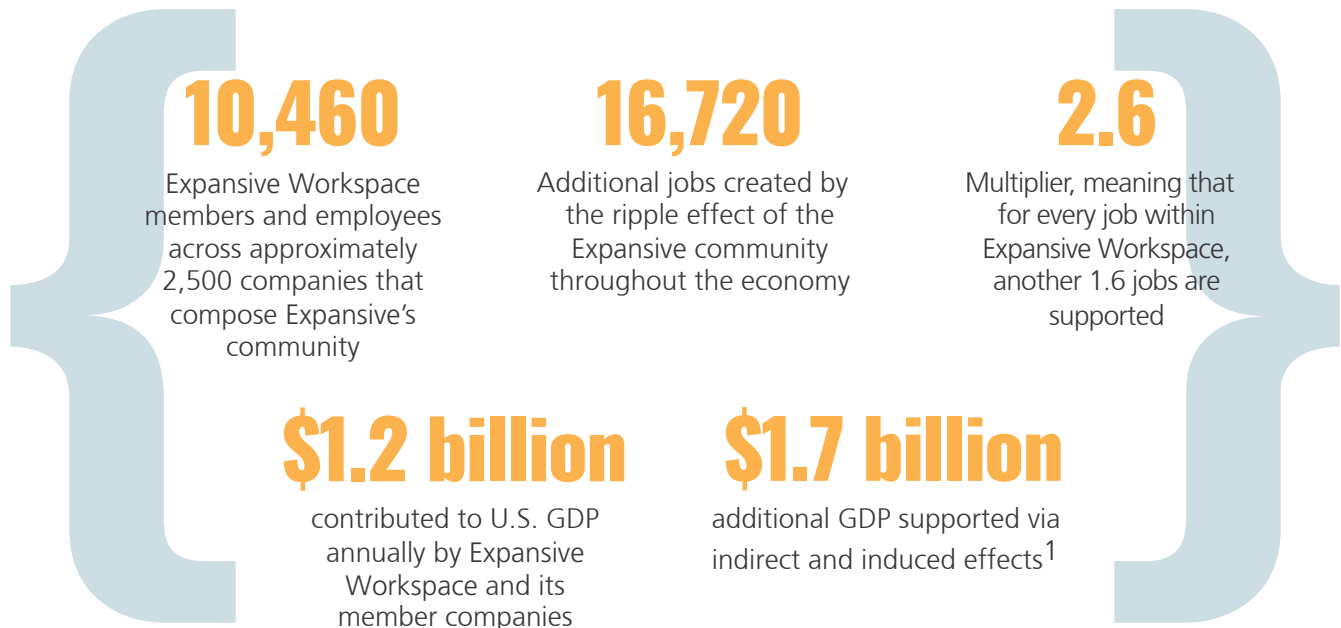 10,460
Expansive Workspace
members and employees
across approximately
2,500 companies that
compose Expansive’s
community
16,720
Additional jobs created by
the ripple effect of the
Expansive community
throughout the economy
2.6
Multiplier, meaning that
for every job within
Expansive Workspace,
another 1.6 jobs are
supported
$1.2 billion
contributed to U.S. GDP
annually by Expansive
Workspace and its
member companies
$1.7 billion
additional GDP supported via
indirect and induced effects1